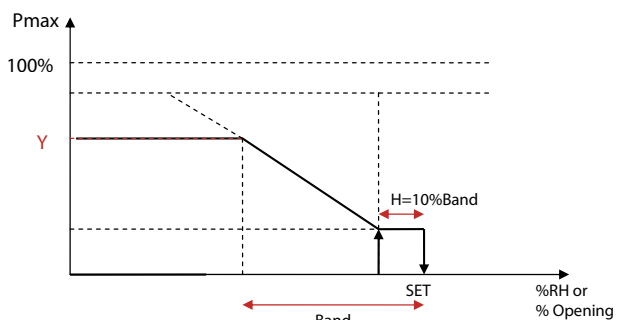 Pmax
100%
Y
H=10%Band
SET
%RH or
% Opening
Band